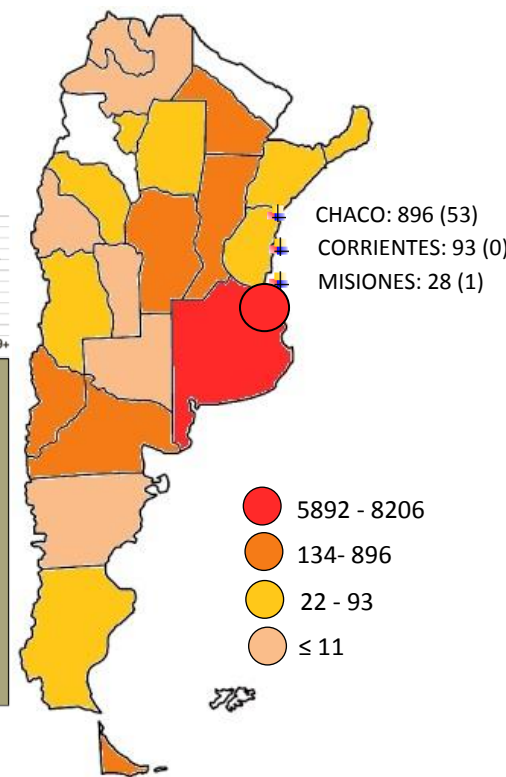 CHACO: 896 (53)
CORRIENTES: 93 (0)
MISIONES: 28 (1)
5892 - 8206
134- 896
22 - 93
≤ 11